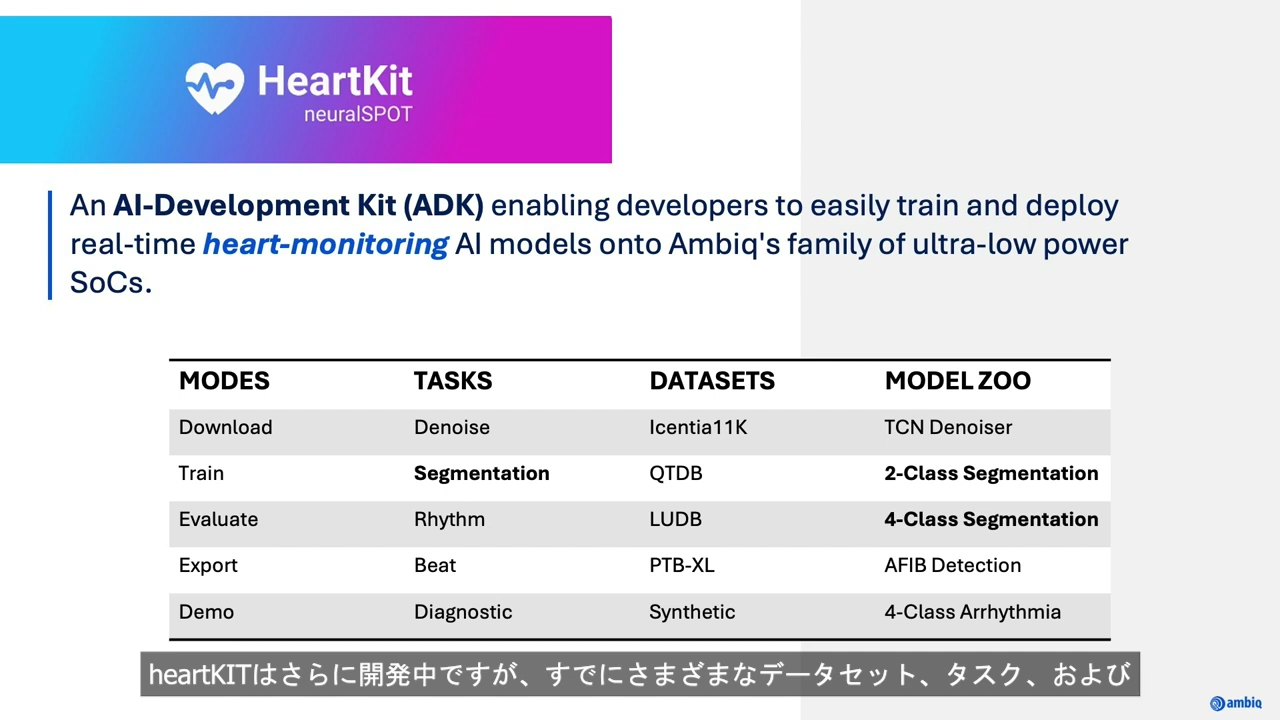 HeartKit
neuralSPOT
An AI-Development Kit (ADK) enabling developers to easily train and deploy
real-time heart-monitoring AI models onto Ambiq's family of ultra-low power
SoCs.
MODES TASKS DATASETS MODEL ZOO
Download Denoise Icentia11K TCN Denoiser
Train Segmentation QTDB 2-Class Segmentation
Evaluate Rhythm LUDB 4-Class Segmentation
Export Beat PTB-XL AFIB Detection
Demo Diagnostic Synthetic 4-Class Arrhythmia
heartKITはさらに開発中ですが、すでにさまざまなデータセット、タスク、および
ambiq